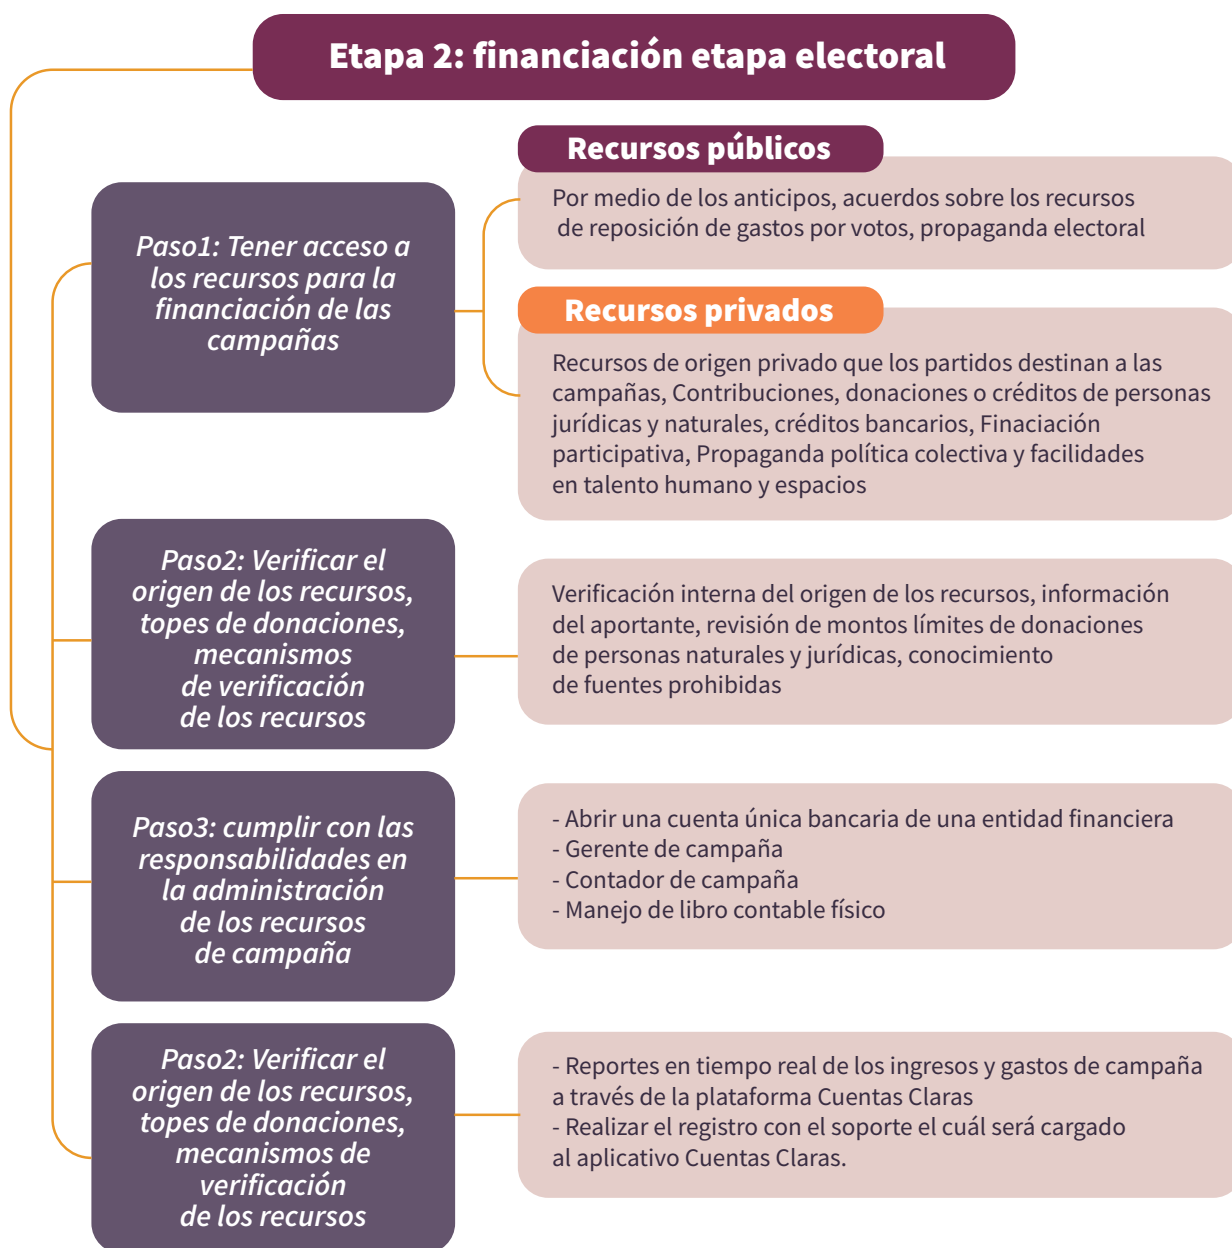 Etapa 2: financiación etapa electoral
Paso1: Tener acceso a
los recursos para la
financiación de las
campañas
Recursos públicos
Por medio de los anticipos, acuerdos sobre los recursos
de reposición de gastos por votos, propaganda electoral
Recursos privados
Recursos de origen privado que los partidos destinan a las
campañas, Contribuciones, donaciones o créditos de personas
jurídicas y naturales, créditos bancarios, Finaciación
participativa, Propaganda política colectiva y facilidades
en talento humano y espacios
Paso2: Verificar el
origen de los recursos,
topes de donaciones,
mecanismos
de verificación
de los recursos
Verificación interna del origen de los recursos, información
del aportante, revisión de montos límites de donaciones
de personas naturales y jurídicas, conocimiento
de fuentes prohibidas
Paso3: cumplir con las
responsabilidades en
la administración
de los recursos
de campaña
- Abrir una cuenta única bancaria de una entidad financiera
- Gerente de campaña
- Contador de campaña
- Manejo de libro contable físico
Paso2: Verificar el
origen de los recursos,
topes de donaciones,
mecanismos de
verificación
de los recursos
- Reportes en tiempo real de los ingresos y gastos de campaña
a través de la plataforma Cuentas Claras
- Realizar el registro con el soporte el cuál será cargado
al aplicativo Cuentas Claras.